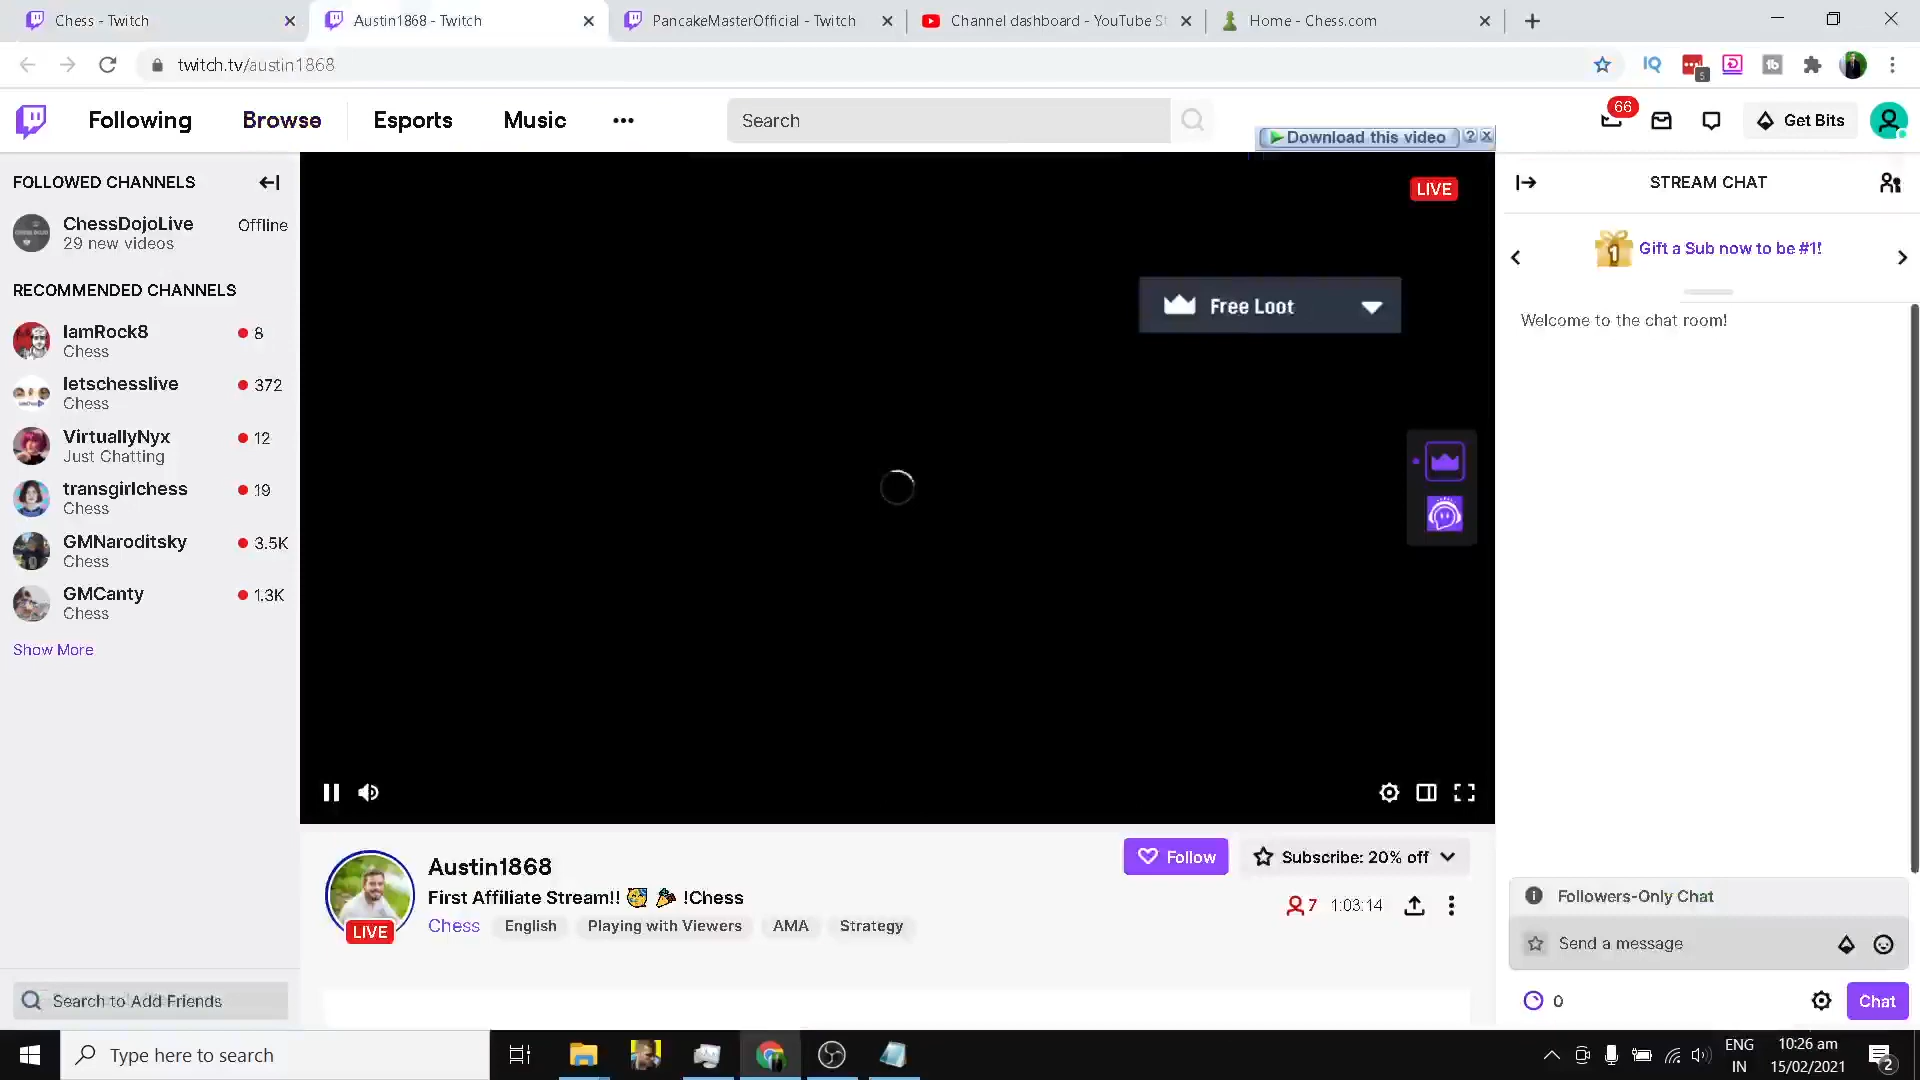 Chess - Twitch
Austin1868 - Twitch
PancakeMasterOfficial - Twitch
Channel dashboard - YouTube St
Home - Chess.com
twitch.tv/austin1868
5
Following
Browse
Esports
Music
Search
66
Get Bits
Download this video
FOLLOWED CHANNELS
ChessDojoLive
Offline
29 new videos
RECOMMENDED CHANNELS
IamRock8
8
Chess
letschesslive
372
Chess
VirtuallyNyx
12
Just Chatting
transgirlchess
19
Chess
GMNaroditsky
3.5K
Chess
GMCanty
1.3K
Chess
Show More
Search to Add Friends
LIVE
Free Loot
STREAM CHAT
1
Gift a Sub now to be #1!
Welcome to the chat room!
Austin1868
First Affiliate Stream!! 🥳 🎉 !Chess
Chess
English
Playing with Viewers
AMA
Strategy
LIVE
Follow
Subscribe: 20% off
7
1:03:14
Followers-Only Chat
Send a message
0
Chat
Type here to search
ENG
IN
10:26 am
15/02/2021
2